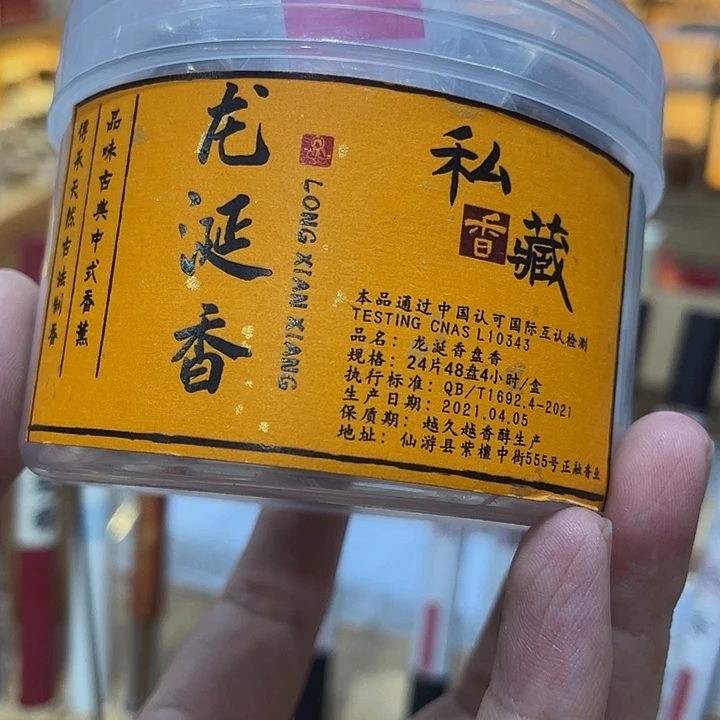 品味古典中式香薰
传承天然古法制香
龙涎香
LONG XIAN XIANG
私香藏
本品通过中国认可国际互认检测
TESTING CNAS L10343
品名: 龙涎香盘香
规格: 24片48盘4小时/盒
执行标准: QB/T1692.4-2021
生产日期: 2021.04.05
保质期: 越久越香醇生产
地址: 仙游县紫檀中街555号正融香业